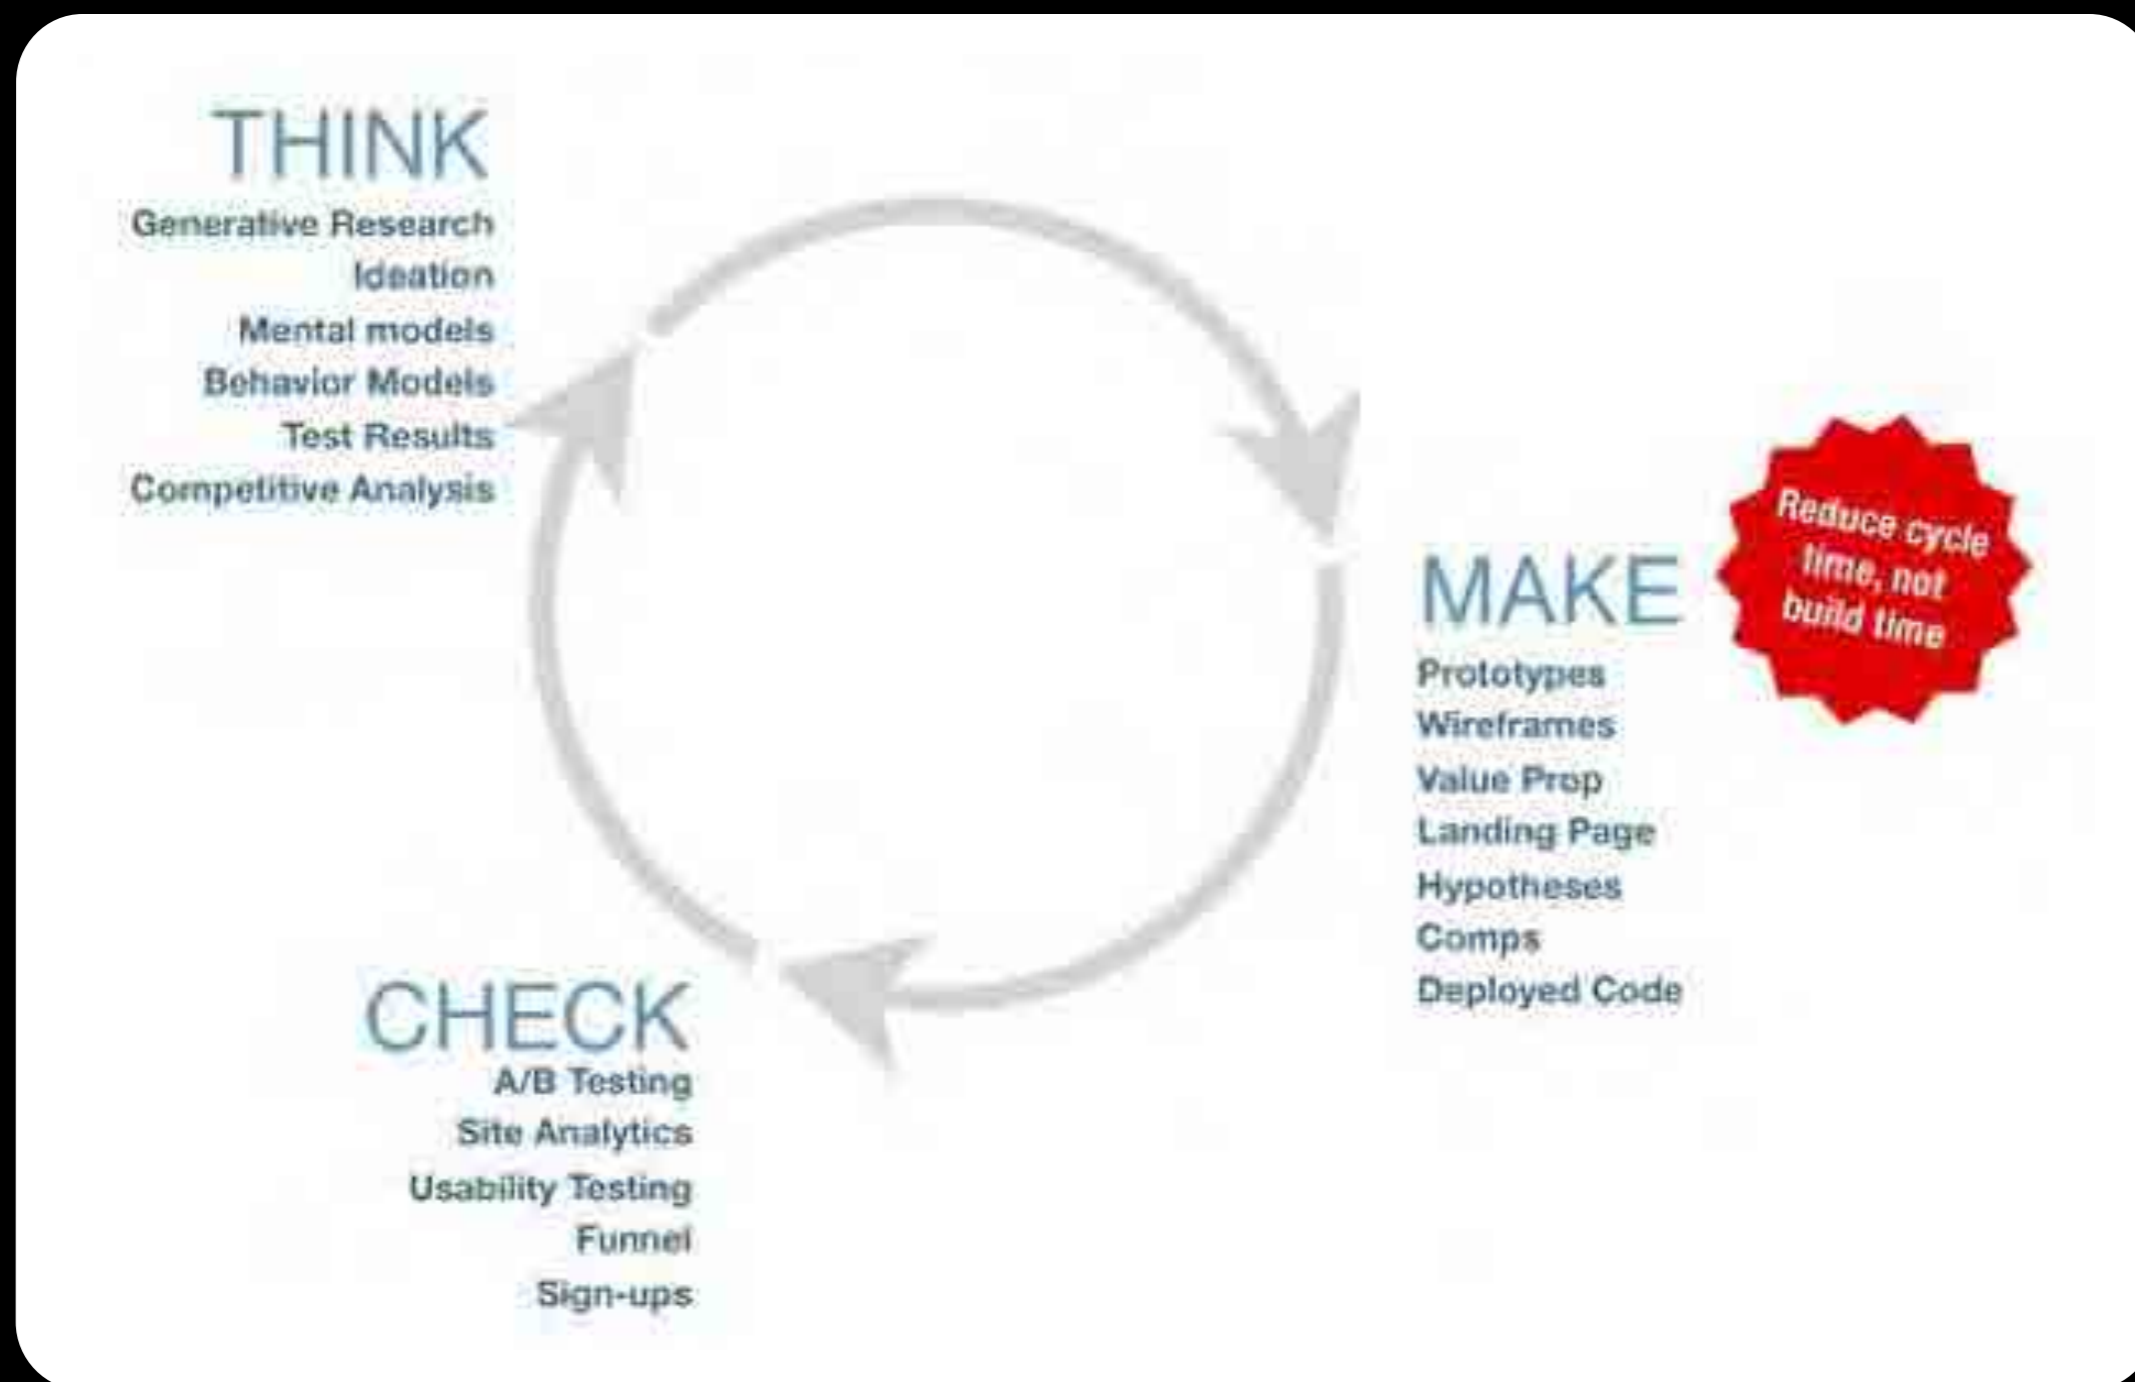 THINK
Generative Research
Ideation
Mental models
Behavior Models
Test Results
Competitive Analysis
MAKE
Prototypes
Wireframes
Value Prop
Landing Page
Hypotheses
Comps
Deployed Code
Reduce cycle
time, not
build time
CHECK
A/B Testing
Site Analytics
Usability Testing
Funnel
Sign-ups